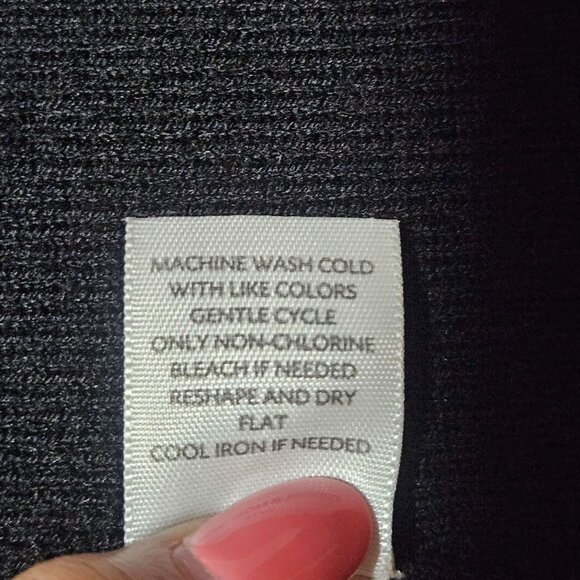 MACHINE WASH COLD
WITH LIKE COLORS
GENTLE CYCLE
ONLY NON-CHLORINE
BLEACH IF NEEDED
RESHAPE AND DRY
FLAT
COOL IRON IF NEEDED